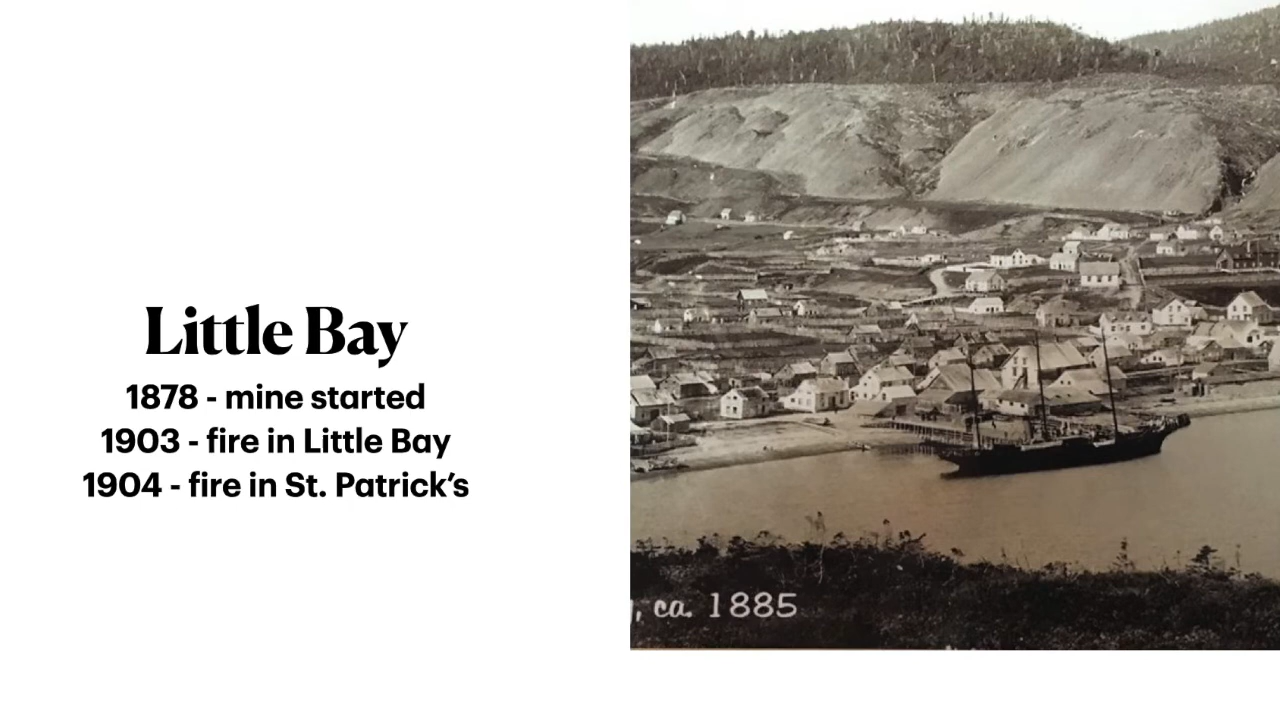 Little Bay
1878 - mine started
1903 - fire in Little Bay
1904 - fire in St. Patrick’s
, ca. 1885